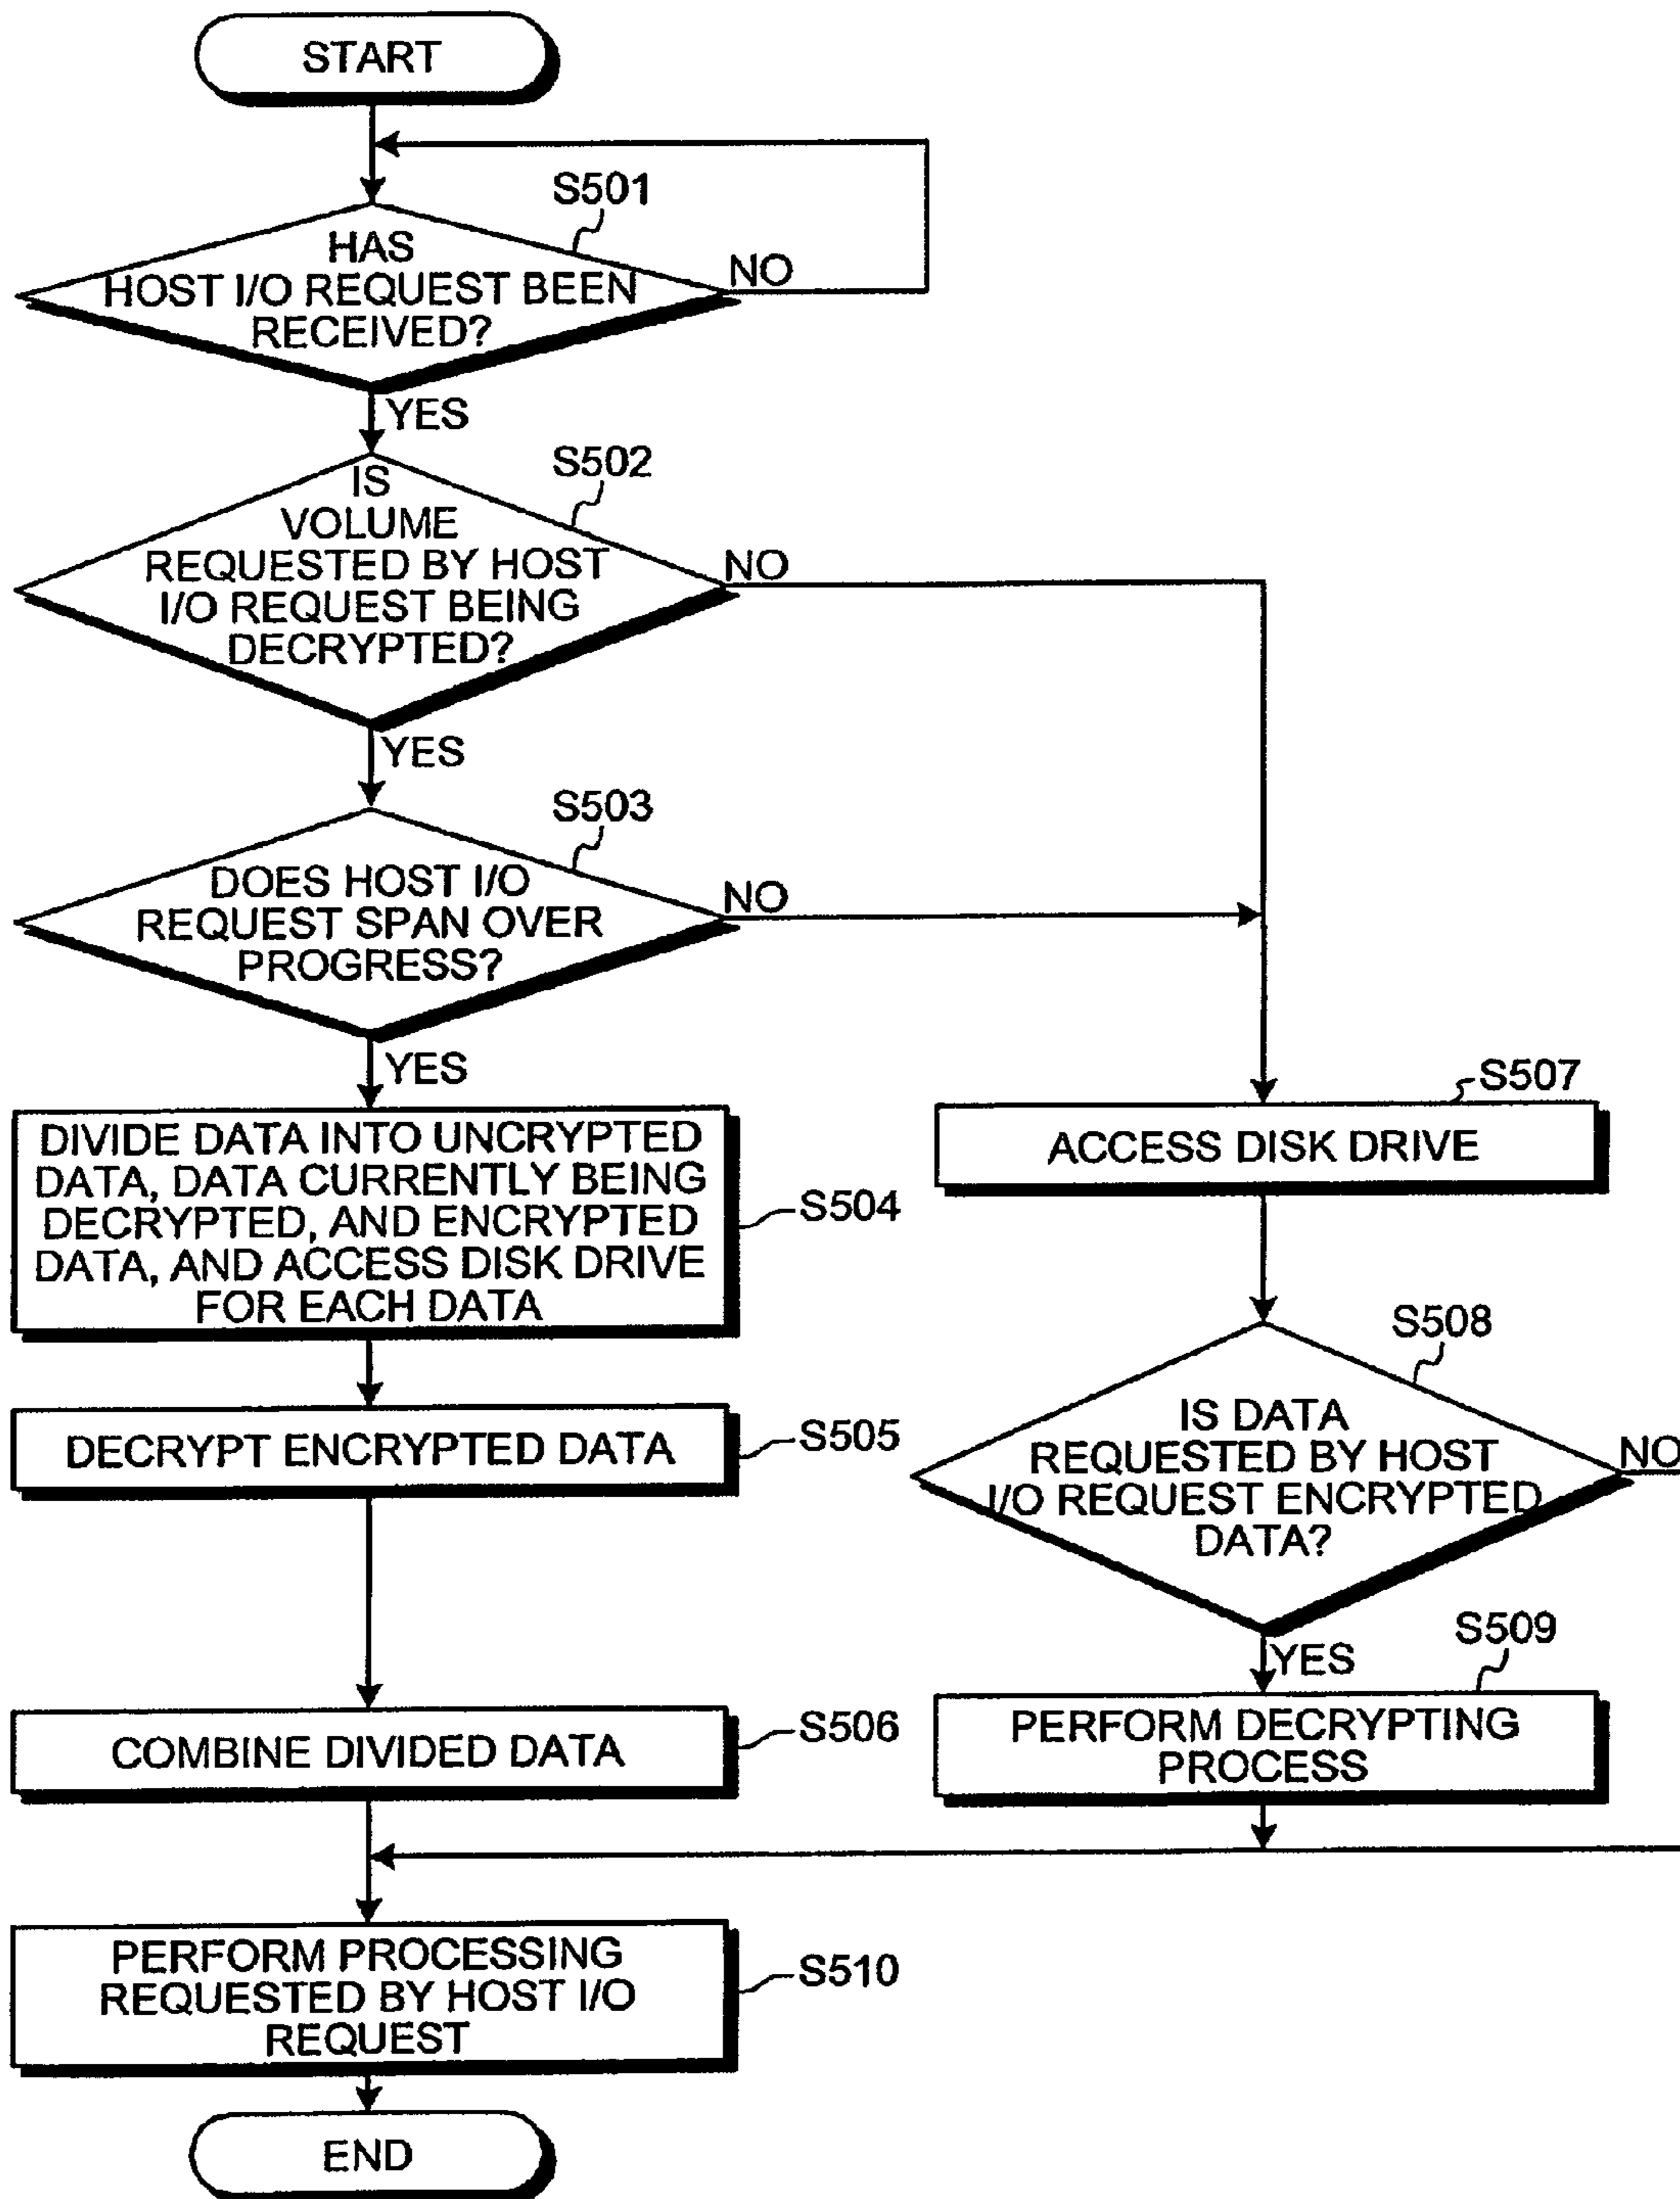 START
S501
HAS
HOST I/O REQUEST BEEN
RECEIVED?
NO
YES
S502
IS
VOLUME
REQUESTED BY HOST
I/O REQUEST BEING
DECRYPTED?
NO
YES
S503
DOES HOST I/O
REQUEST SPAN OVER
PROGRESS?
NO
YES
DIVIDE DATA INTO UNCRYPTED
DATA, DATA CURRENTLY BEING
DECRYPTED, AND ENCRYPTED
DATA, AND ACCESS DISK DRIVE
FOR EACH DATA
S504
DECRYPT ENCRYPTED DATA
S505
COMBINE DIVIDED DATA
S506
S507
ACCESS DISK DRIVE
S508
IS DATA
REQUESTED BY HOST
I/O REQUEST ENCRYPTED
DATA?
NO
YES
S509
PERFORM DECRYPTING
PROCESS
PERFORM PROCESSING
REQUESTED BY HOST I/O
REQUEST
S510
END